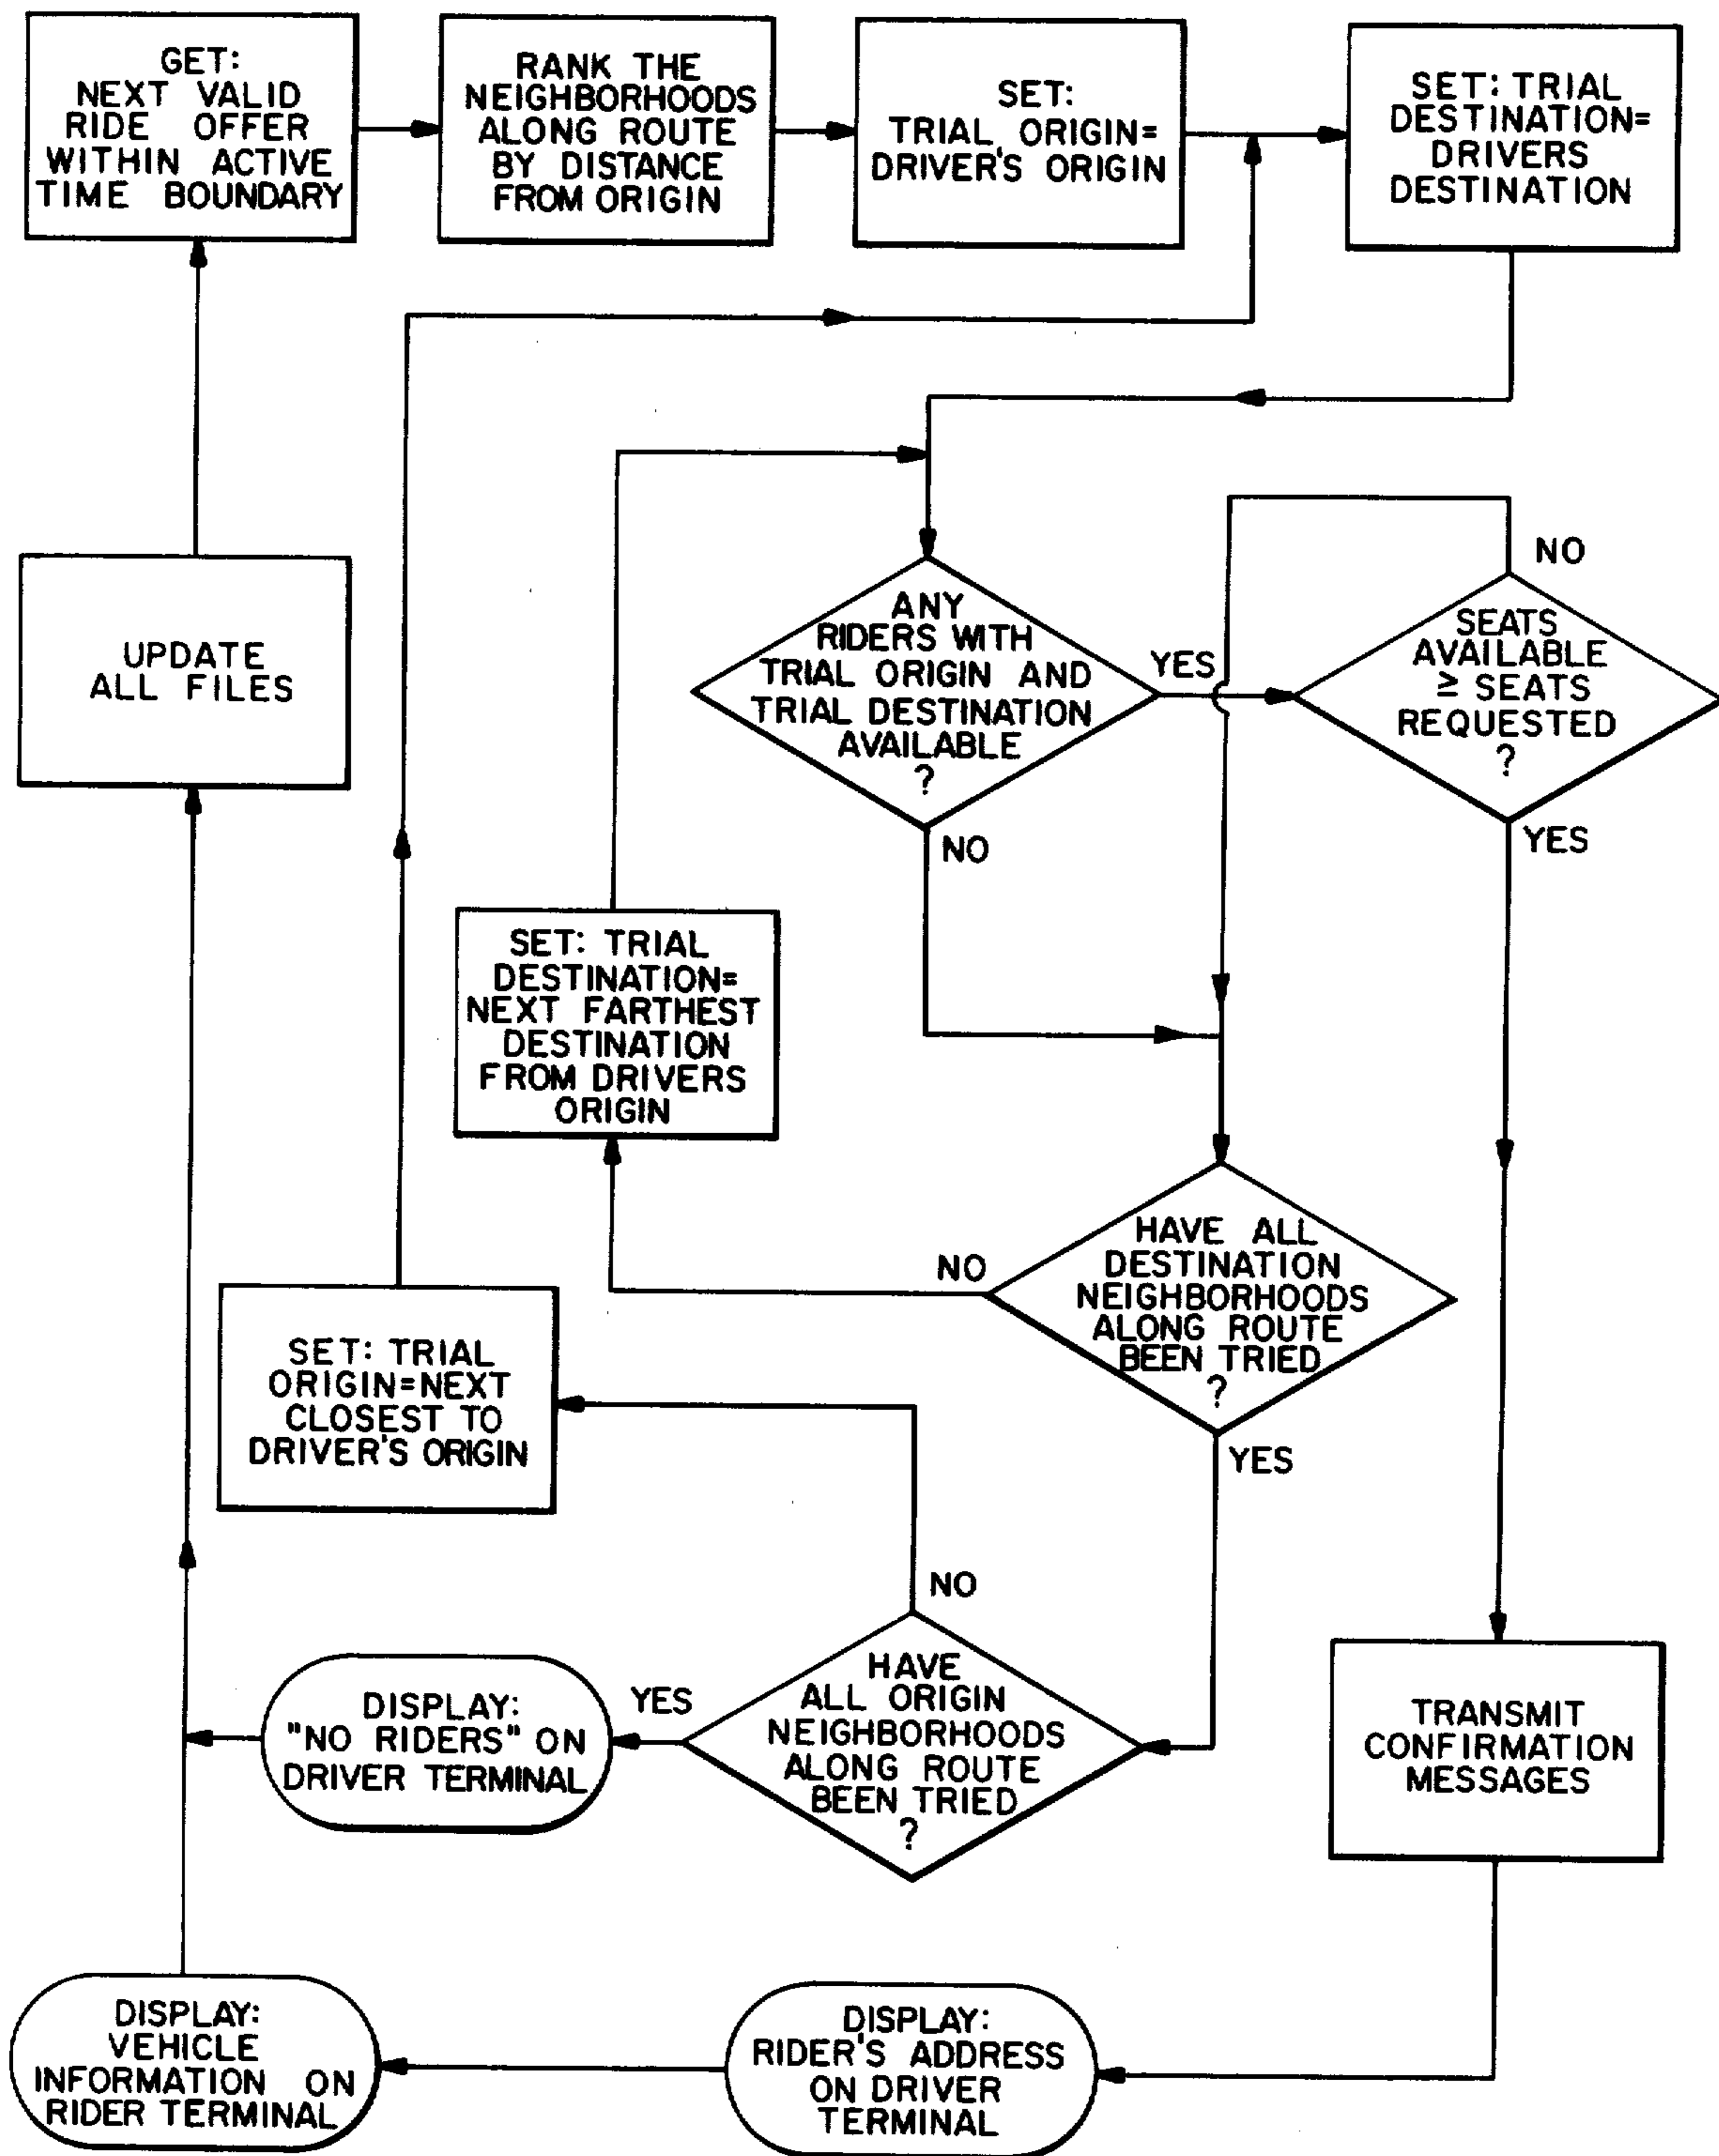 GET:
NEXT VALID
RIDE OFFER
WITHIN ACTIVE
TIME BOUNDARY
RANK THE
NEIGHBORHOODS
ALONG ROUTE
BY DISTANCE
FROM ORIGIN
SET:
TRIAL ORIGIN=
DRIVER'S ORIGIN
SET: TRIAL
DESTINATION=
DRIVERS
DESTINATION
UPDATE
ALL FILES
ANY
RIDERS WITH
TRIAL ORIGIN AND
TRIAL DESTINATION
AVAILABLE
?
YES
NO
NO
SEATS
AVAILABLE
≥ SEATS
REQUESTED
?
YES
SET: TRIAL
DESTINATION=
NEXT FARTHEST
DESTINATION
FROM DRIVERS
ORIGIN
HAVE ALL
DESTINATION
NEIGHBORHOODS
ALONG ROUTE
BEEN TRIED
?
NO
YES
SET: TRIAL
ORIGIN=NEXT
CLOSEST TO
DRIVER'S ORIGIN
NO
HAVE
ALL ORIGIN
NEIGHBORHOODS
ALONG ROUTE
BEEN TRIED
?
YES
DISPLAY:
"NO RIDERS" ON
DRIVER TERMINAL
TRANSMIT
CONFIRMATION
MESSAGES
DISPLAY:
VEHICLE
INFORMATION ON
RIDER TERMINAL
DISPLAY:
RIDER'S ADDRESS
ON DRIVER
TERMINAL